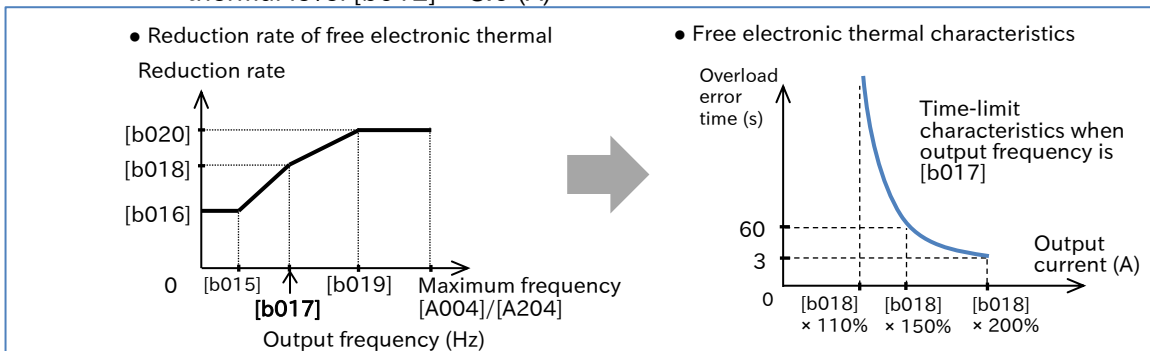 thermal level [b012] = 3.0 (A)
● Reduction rate of free electronic thermal
Reduction rate
[b020]
[b018]
[b016]
0
[b015]
[b017]
[b019]
Maximum frequency
[A004]/[A204]
Output frequency (Hz)
● Free electronic thermal characteristics
Overload
error
time (s)
Time-limit
characteristics when
output frequency is
[b017]
60
3
0
Output
current (A)
[b018]
× 110%
[b018]
× 150%
[b018]
× 200%